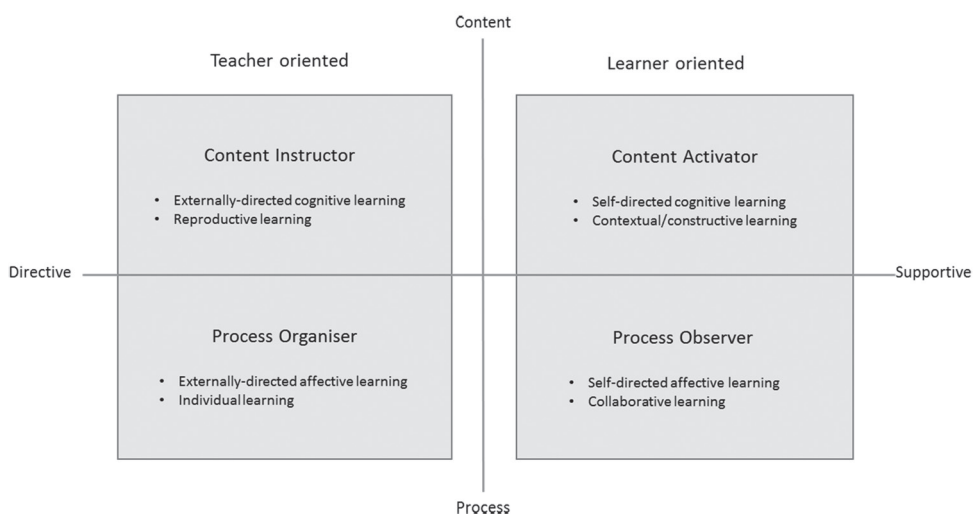 Content
Teacher oriented
Learner oriented
Content Instructor
• Externally-directed cognitive learning
• Reproductive learning
Content Activator
• Self-directed cognitive learning
• Contextual/constructive learning
Directive
Supportive
Process Organiser
• Externally-directed affective learning
• Individual learning
Process Observer
• Self-directed affective learning
• Collaborative learning
Process